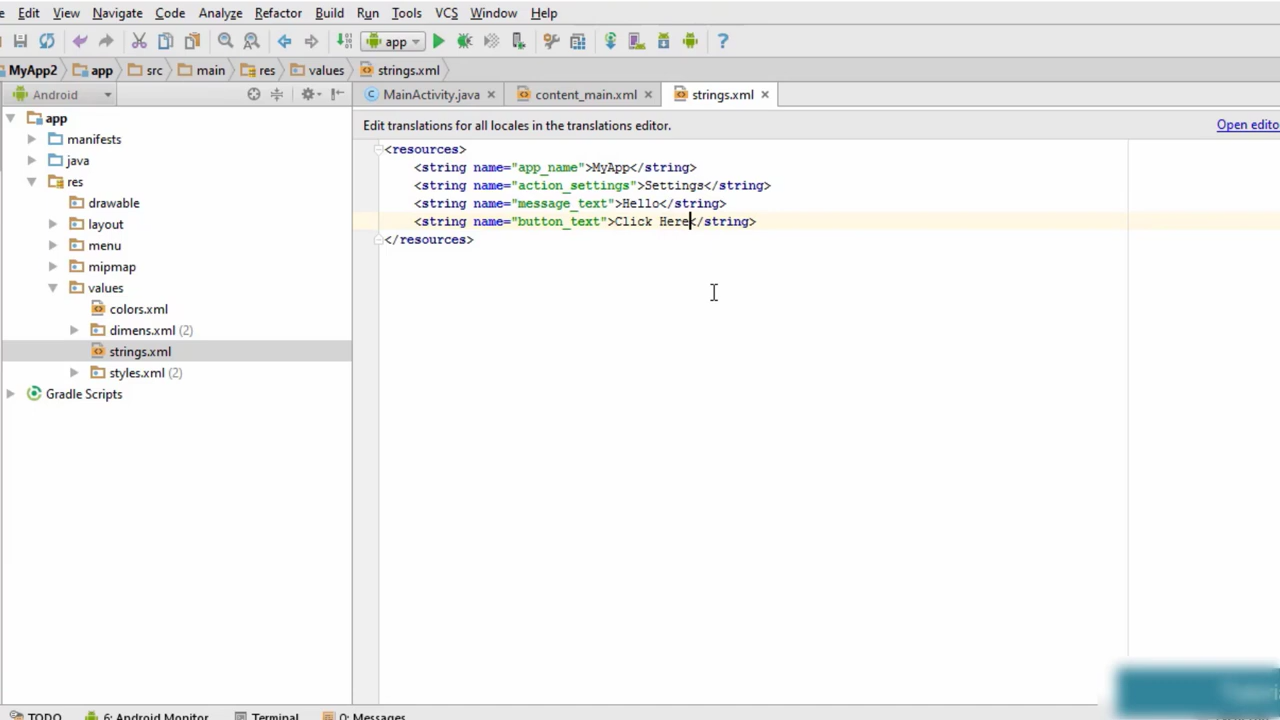 Edit View Navigate Code Analyze Refactor Build Run Tools VCS Window Help
app
MyApp2 app src main res values strings.xml
Android MainActivity.java content_main.xml strings.xml
Edit translations for all locales in the translations editor. Open edito
app
manifests
java
res
drawable
layout
menu
mipmap
values
colors.xml
dimens.xml (2)
strings.xml
styles.xml (2)
Gradle Scripts
<resources>
<string name="app_name">MyApp</string>
<string name="action_settings">Settings</string>
<string name="message_text">Hello</string>
<string name="button_text">Click Here</string>
</resources>
TODO 6: Android Monitor Terminal 0: Messages